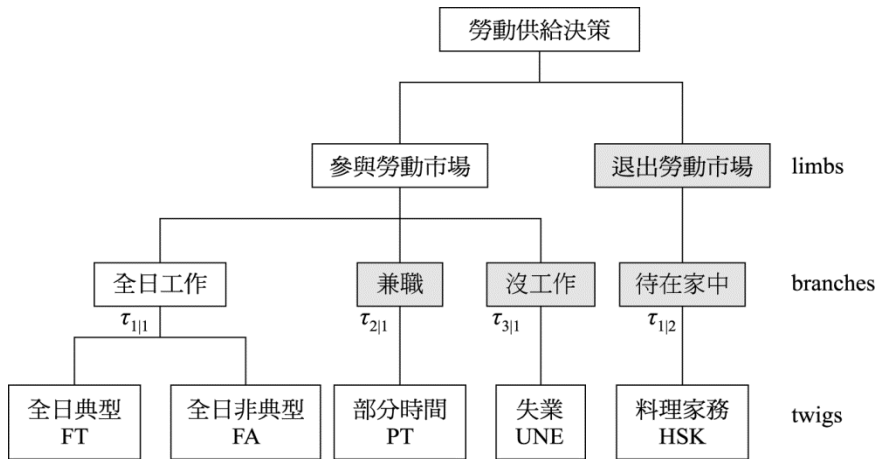 勞動供給決策
參與勞動市場
退出勞動市場
limbs
全日工作
兼職
沒工作
待在家中
branches
τ1|1
τ2|1
τ3|1
τ1|2
全日典型
FT
全日非典型
FA
部分時間
PT
失業
UNE
料理家務
HSK
twigs